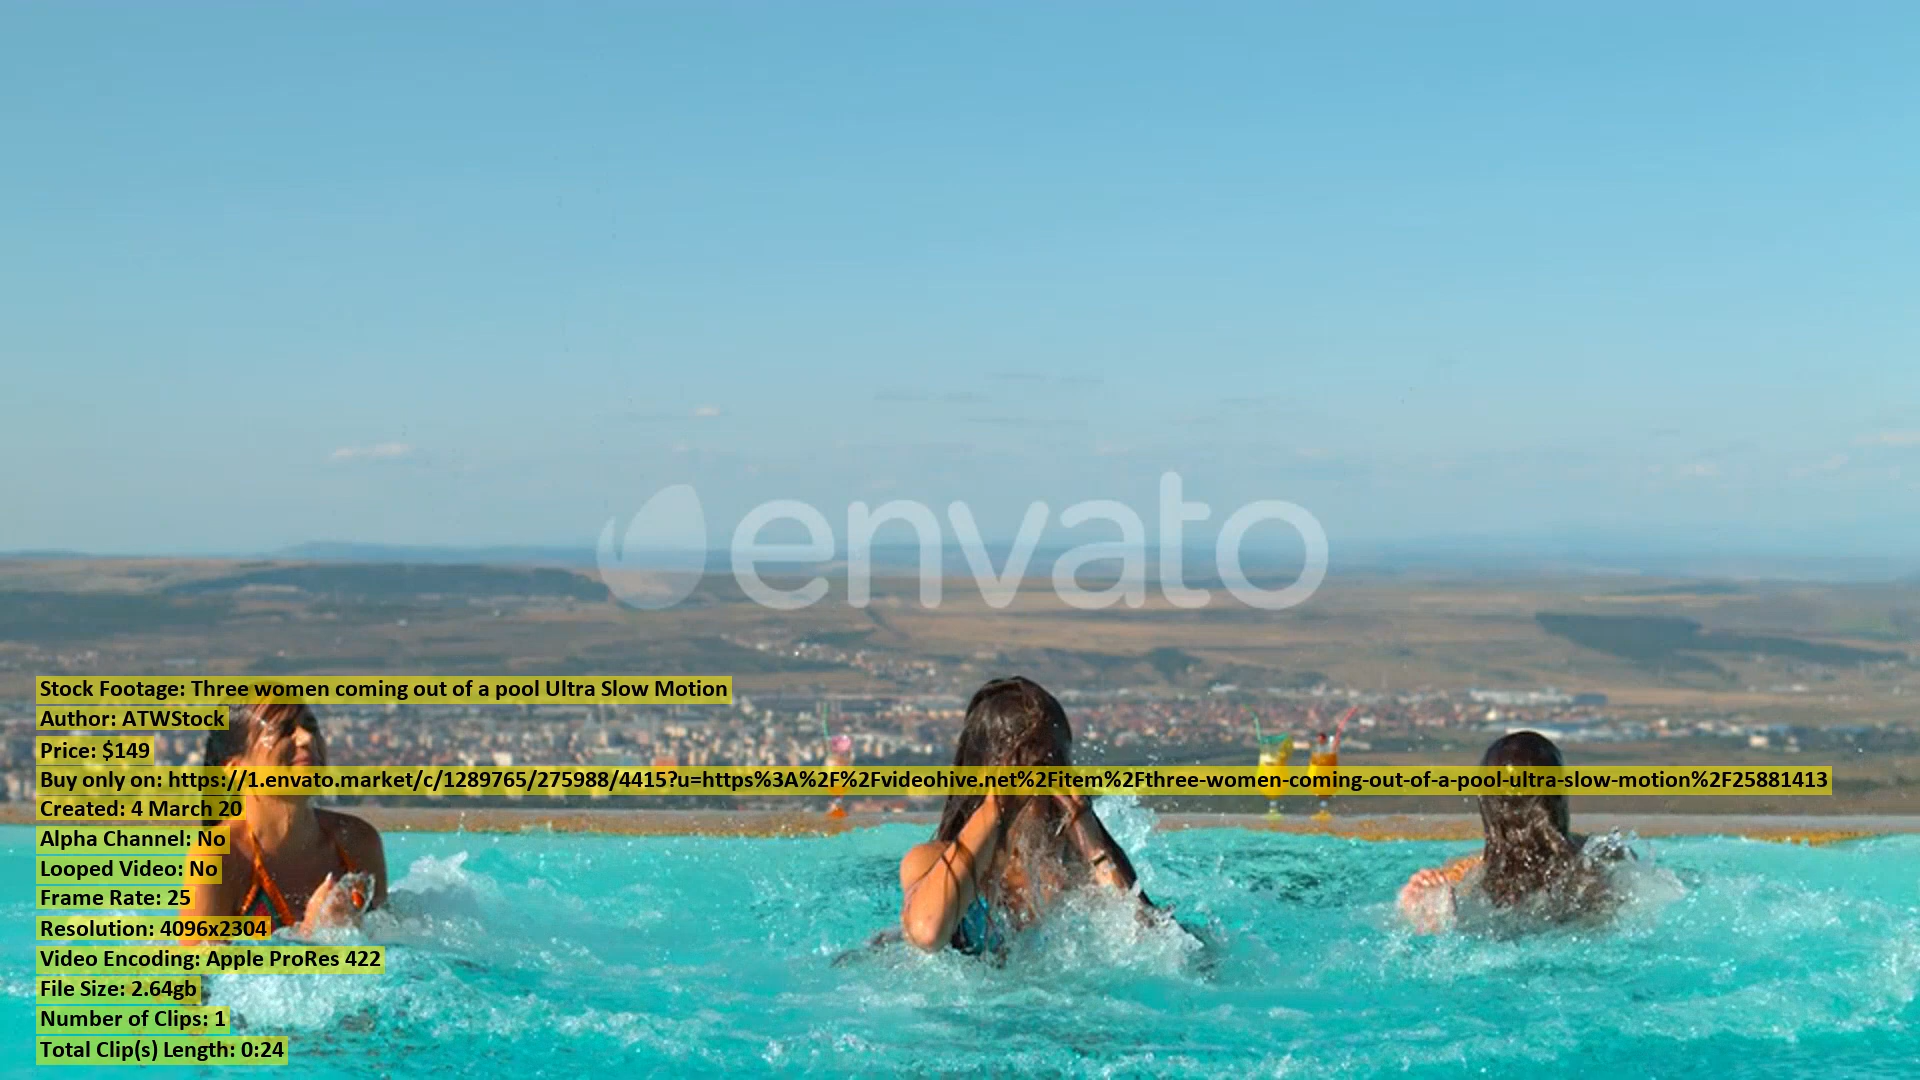 envato
Stock Footage: Three women coming out of a pool Ultra Slow Motion
Author: ATWStock
Price: $149
Buy only on: https://1.envato.market/c/1289765/275988/4415?u=https%3A%2F%2Fvideohive.net%2Fitem%2Fthree-women-coming-out-of-a-pool-ultra-slow-motion%2F25881413
Created: 4 March 20
Alpha Channel: No
Looped Video: No
Frame Rate: 25
Resolution: 4096x2304
Video Encoding: Apple ProRes 422
File Size: 2.64gb
Number of Clips: 1
Total Clip(s) Length: 0:24